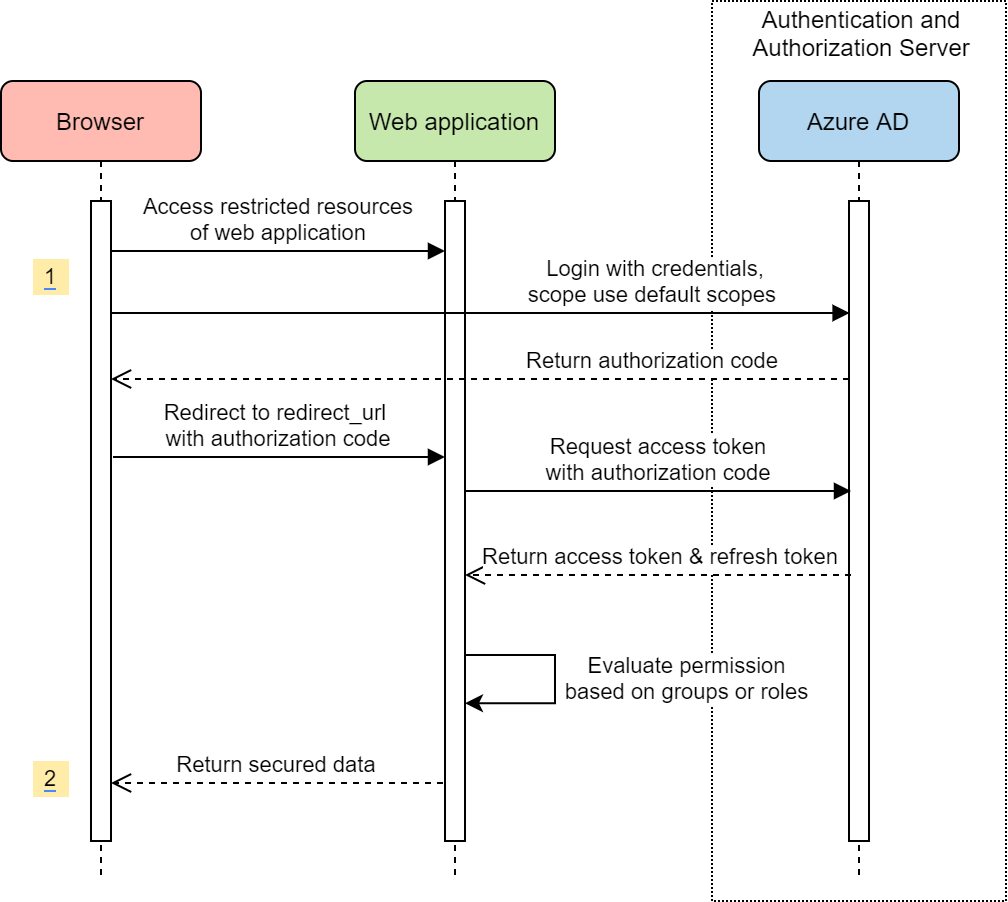 Authentication and
Authorization Server
Browser
Web application
Azure AD
Access restricted resources
of web application
1
Login with credentials,
scope use default scopes
Return authorization code
Redirect to redirect_url
with authorization code
Request access token
with authorization code
Return access token & refresh token
Evaluate permission
based on groups or roles
2
Return secured data